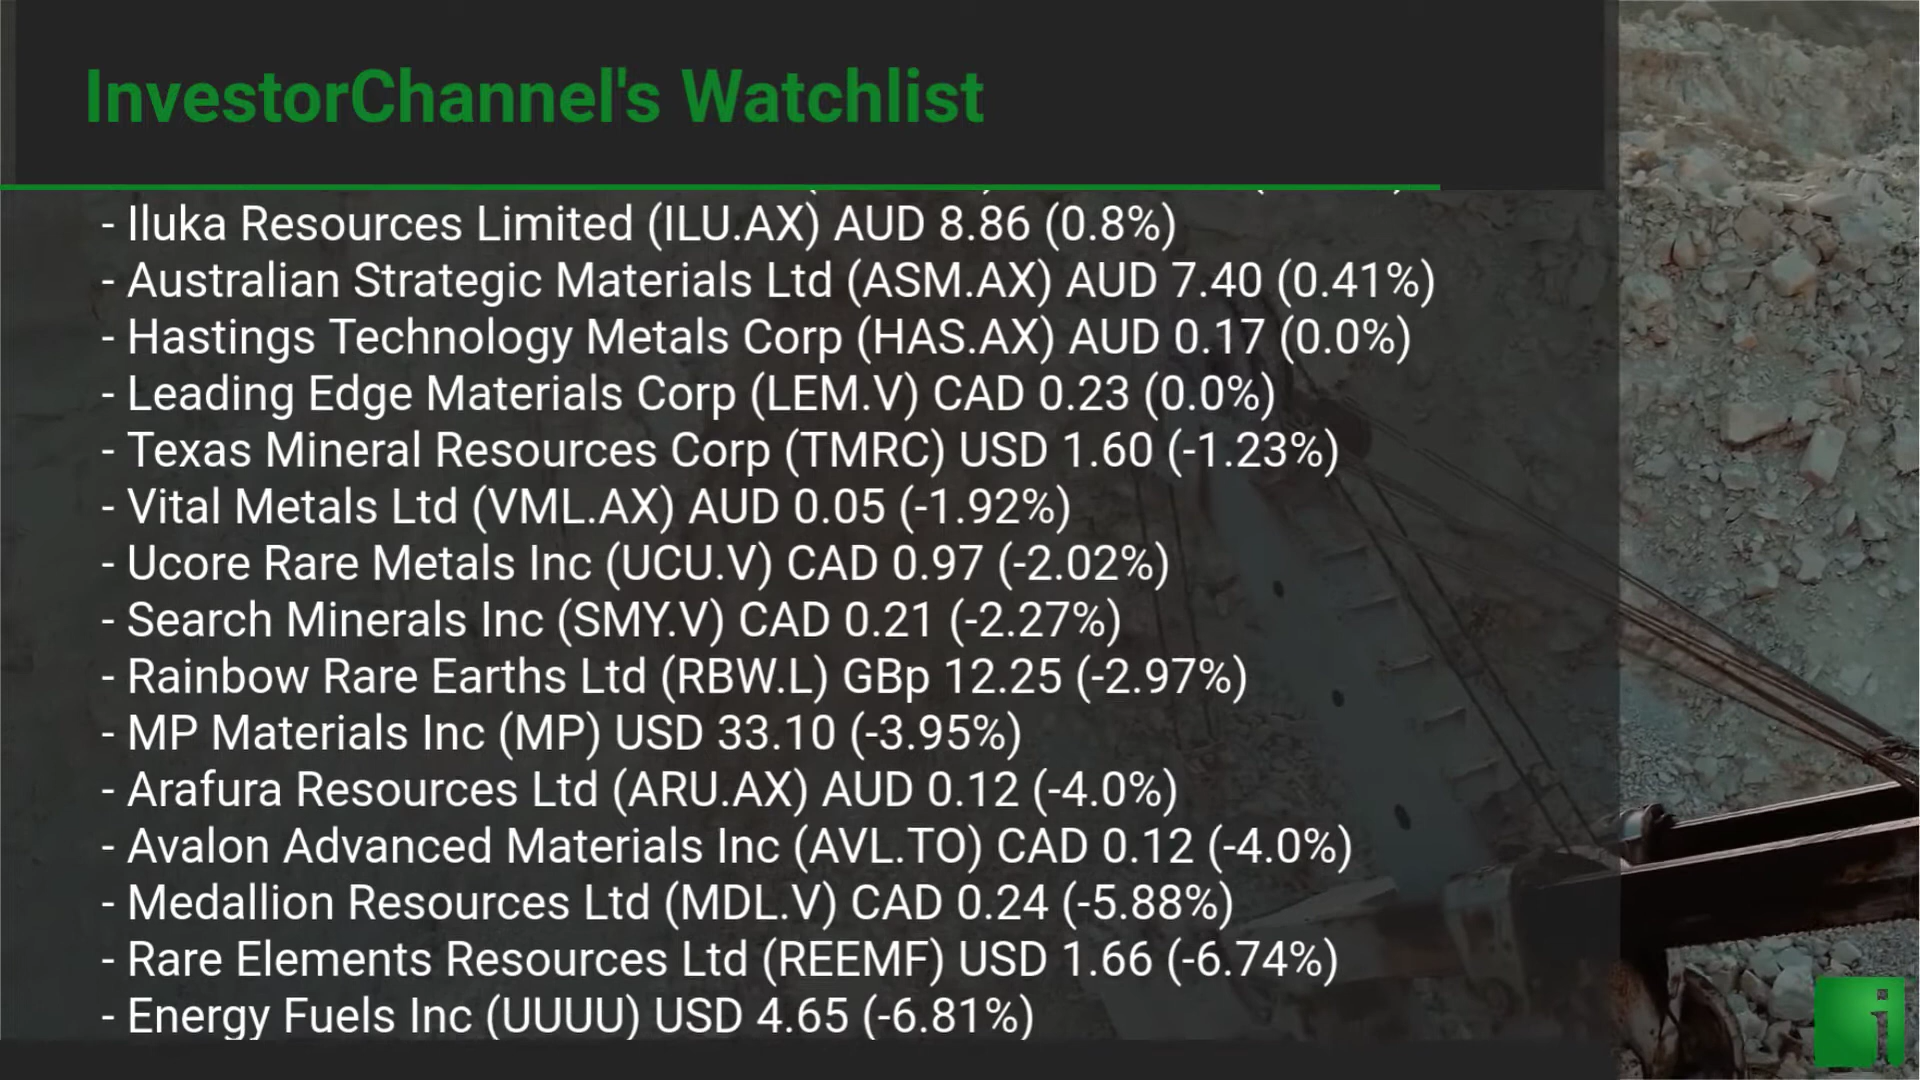 InvestorChannel's Watchlist
- Iluka Resources Limited (ILU.AX) AUD 8.86 (0.8%)
- Australian Strategic Materials Ltd (ASM.AX) AUD 7.40 (0.41%)
- Hastings Technology Metals Corp (HAS.AX) AUD 0.17 (0.0%)
- Leading Edge Materials Corp (LEM.V) CAD 0.23 (0.0%)
- Texas Mineral Resources Corp (TMRC) USD 1.60 (-1.23%)
- Vital Metals Ltd (VML.AX) AUD 0.05 (-1.92%)
- Ucore Rare Metals Inc (UCU.V) CAD 0.97 (-2.02%)
- Search Minerals Inc (SMY.V) CAD 0.21 (-2.27%)
- Rainbow Rare Earths Ltd (RBW.L) GBp 12.25 (-2.97%)
- MP Materials Inc (MP) USD 33.10 (-3.95%)
- Arafura Resources Ltd (ARU.AX) AUD 0.12 (-4.0%)
- Avalon Advanced Materials Inc (AVL.TO) CAD 0.12 (-4.0%)
- Medallion Resources Ltd (MDL.V) CAD 0.24 (-5.88%)
- Rare Elements Resources Ltd (REEMF) USD 1.66 (-6.74%)
- Energy Fuels Inc (UUUU) USD 4.65 (-6.81%)
i